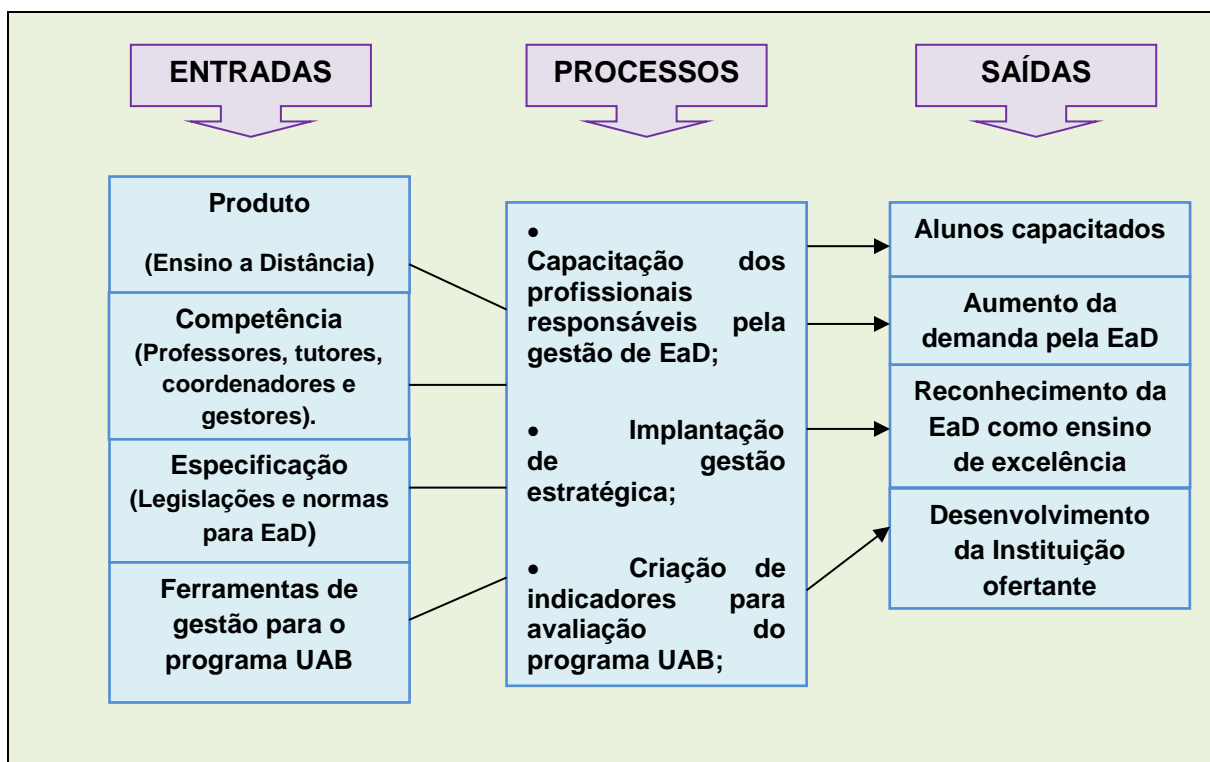 ENTRADAS
PROCESSOS
SAÍDAS
Produto
(Ensino a Distância)
Competência
(Professores, tutores,
coordenadores e
gestores).
Especificação
(Legislações e normas
para EaD)
Ferramentas de
gestão para o
programa UAB
•
Capacitação dos
profissionais
responsáveis pela
gestão de EaD;
• Implantação
de gestão
estratégica;
• Criação de
indicadores para
avaliação do
programa UAB;
Alunos capacitados
Aumento da
demanda pela EaD
Reconhecimento da
EaD como ensino
de excelência
Desenvolvimento
da Instituição
ofertante